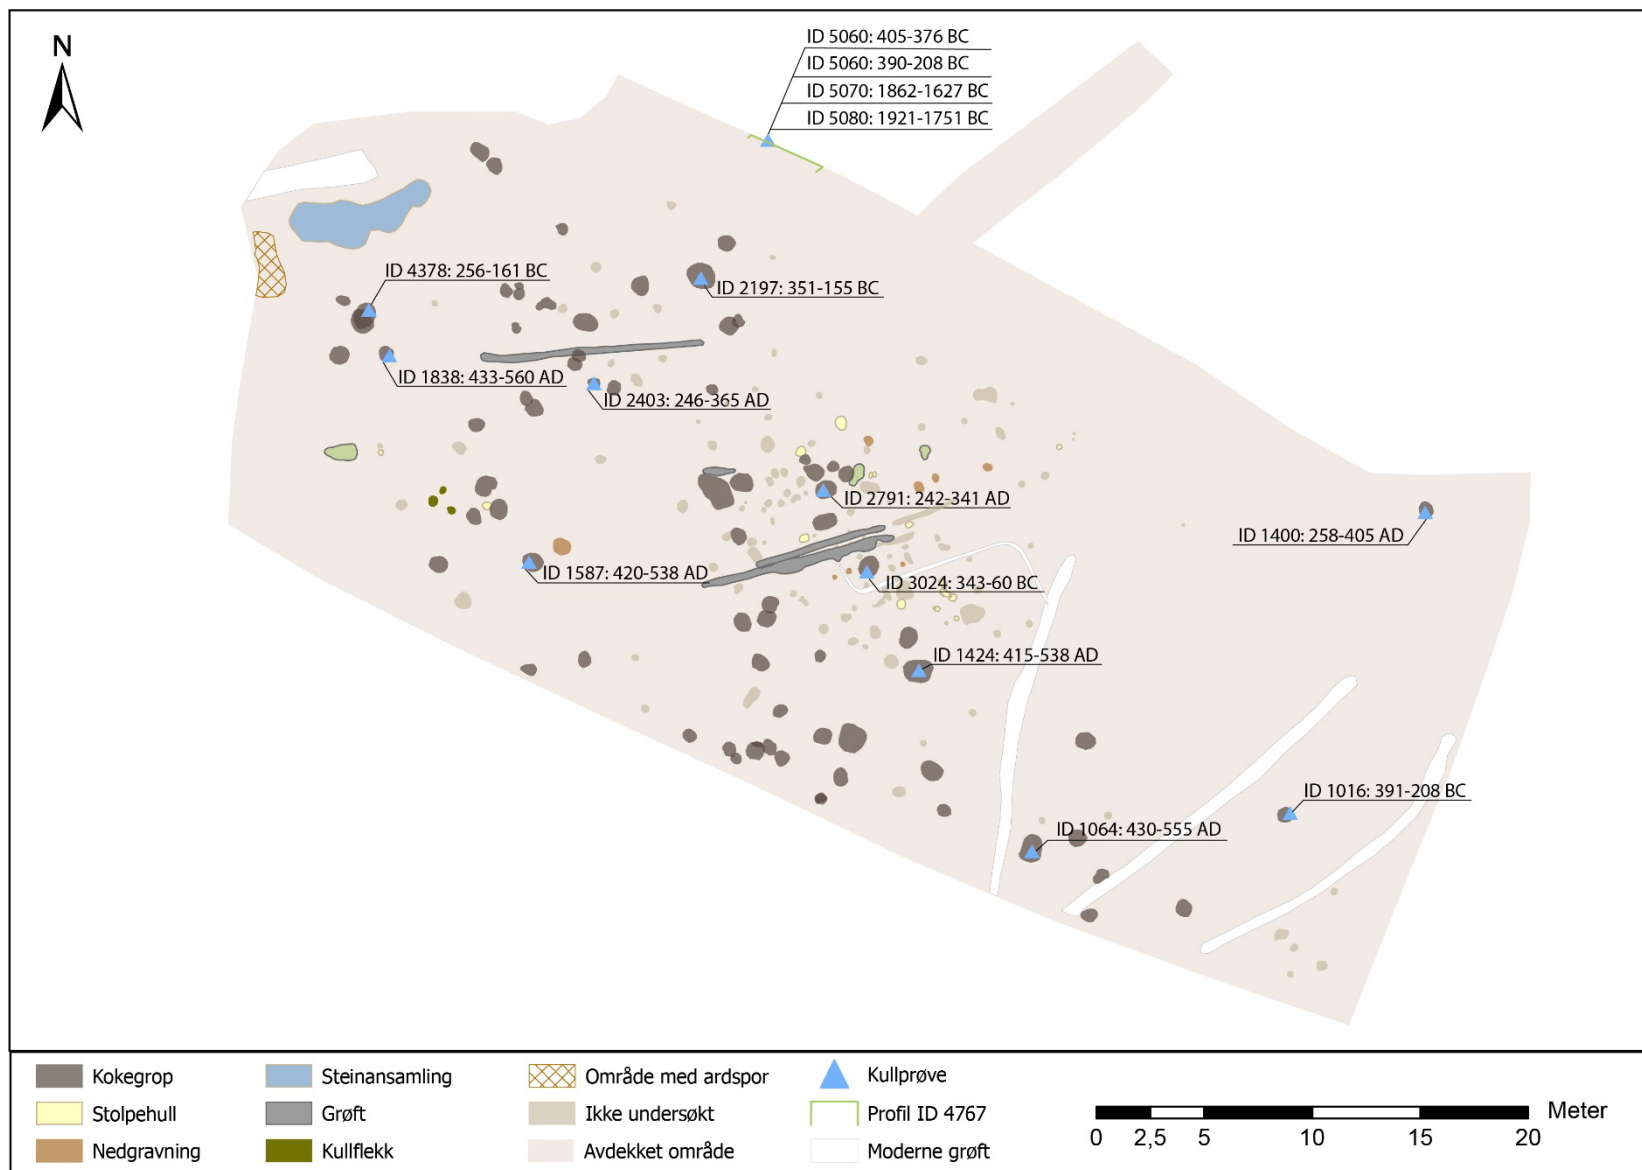 N
ID 5060: 405-376 BC
ID 5060: 390-208 BC
ID 5070: 1862-1627 BC
ID 5080: 1921-1751 BC
ID 4378: 256-161 BC
ID 2197: 351-155 BC
ID 1838: 433-560 AD
ID 2403: 246-365 AD
ID 2791: 242-341 AD
ID 1400: 258-405 AD
ID 1587: 420-538 AD
ID 3024: 343-60 BC
ID 1424: 415-538 AD
ID 1016: 391-208 BC
ID 1064: 430-555 AD
Kokegrop
Stolpehull
Nedgravning
Steinansamling
Grøft
Kullflekk
Område med ardspor
Ikke undersøkt
Avdekket område
Kullprøve
Profil ID 4767
Moderne grøft
Meter
0 2,5 5 10 15 20